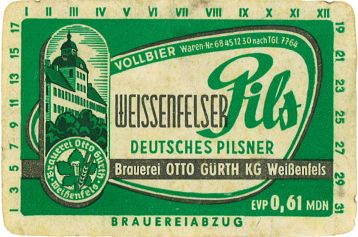 I II III IV V VI VII VIII IX X XI XII
17
15
13
11
9
7
5
3
1
VOLLBIER Waren-Nr 68 45 12 30 nach TGL 7764
WEISSENFELSER Pils
DEUTSCHES PILSNER
Brauerei OTTO GÜRTH KG Weißenfels
Brauerei Otto Gürth
Weißenfels
EVP 0,61 MDN
19
21
23
25
27
29
31
BRAUEREIABZUG